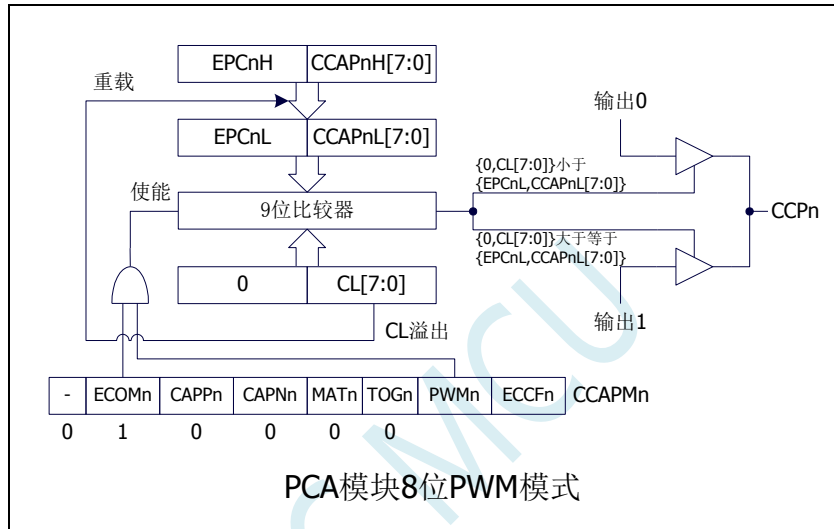 EPCnH CCAPnH[7:0]
重载
输出0
EPCnL CCAPnL[7:0]
{0,CL[7:0]}小于
{EPCnL,CCAPnL[7:0]}
使能
9位比较器
CCPn
{0,CL[7:0]}大于等于
{EPCnL,CCAPnL[7:0]}
0 CL[7:0]
输出1
CL溢出
- ECOMn CAPPn CAPNn MATn TOGn PWMn ECCFn CCAPMn
0 1 0 0 0 0
PCA模块8位PWM模式
MCU